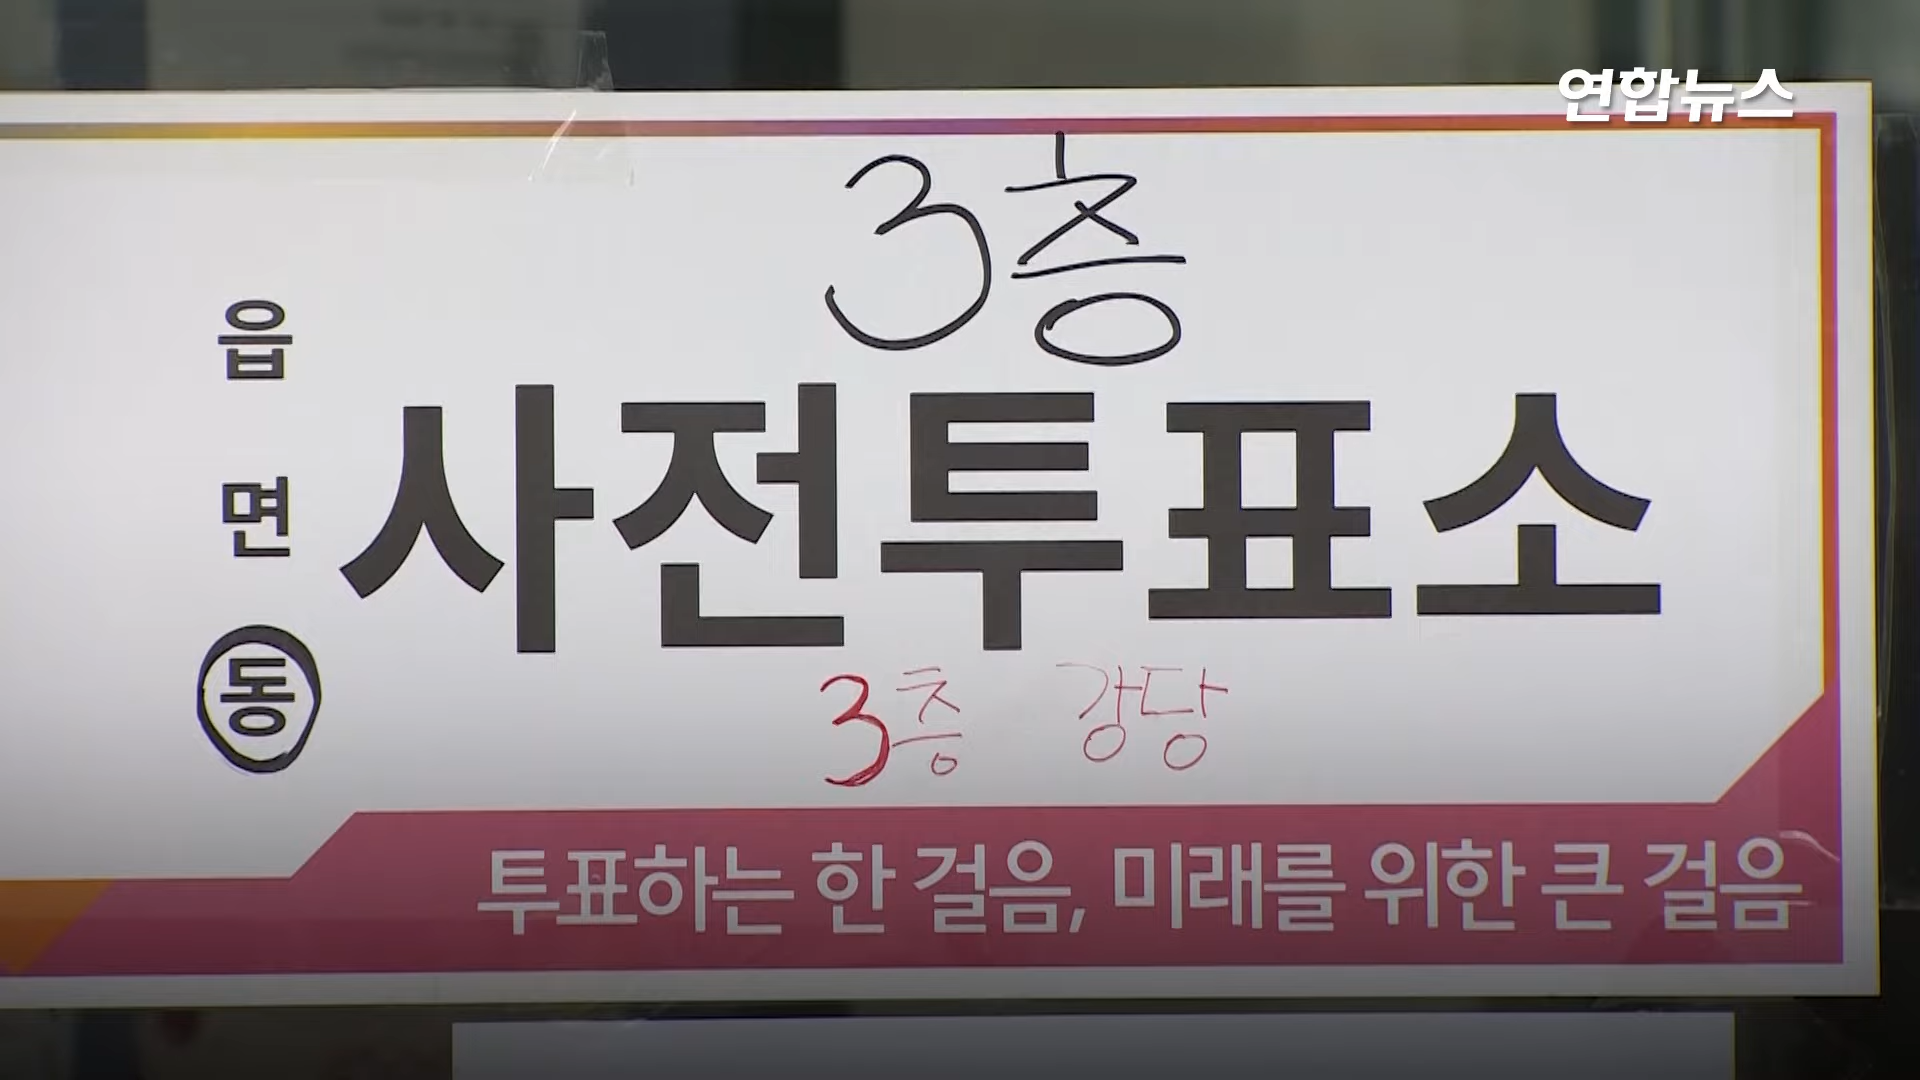 연합뉴스
3층
읍
면
동
사전투표소
3층 강당
투표하는 한 걸음, 미래를 위한 큰 걸음